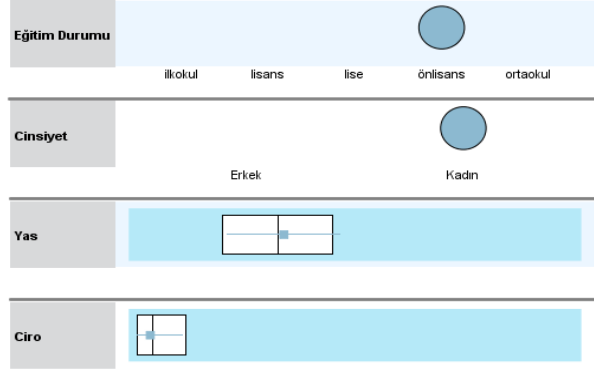 Eğitim Durumu
ilkokul lisans lise önlisans ortaokul
Cinsiyet
Erkek Kadın
Yas
Ciro